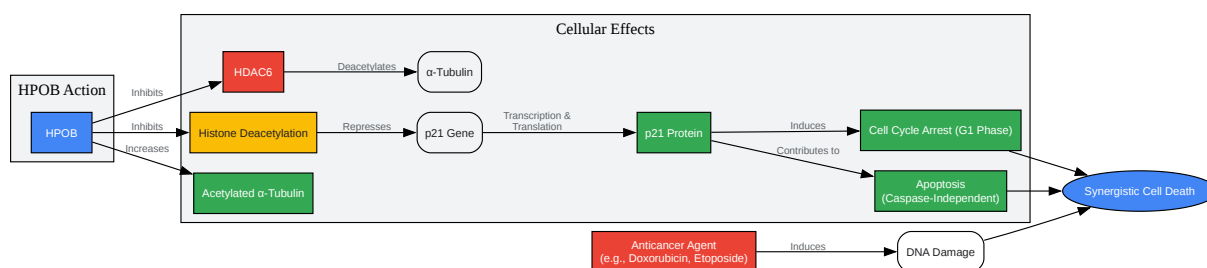 Cellular Effects
HPOB Action
HPOB
Inhibits
Inhibits
Increases
HDAC6
Deacetylates
α-Tubulin
Histone Deacetylation
Represses
p21 Gene
Transcription &
Translation
p21 Protein
Induces
Cell Cycle Arrest (G1 Phase)
Contributes to
Acetylated α-Tubulin
Apoptosis
(Caspase-Independent)
Synergistic Cell Death
Anticancer Agent
(e.g., Doxorubicin, Etoposide)
Induces
DNA Damage